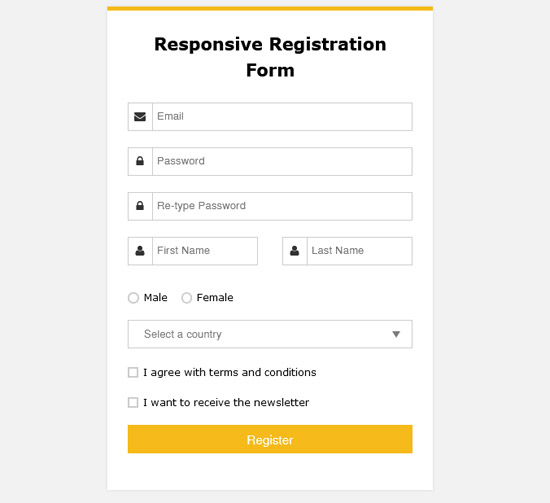 Responsive Registration
Form
Email
Password
Re-type Password
First Name Last Name
Male Female
Select a country
I agree with terms and conditions
I want to receive the newsletter
Register